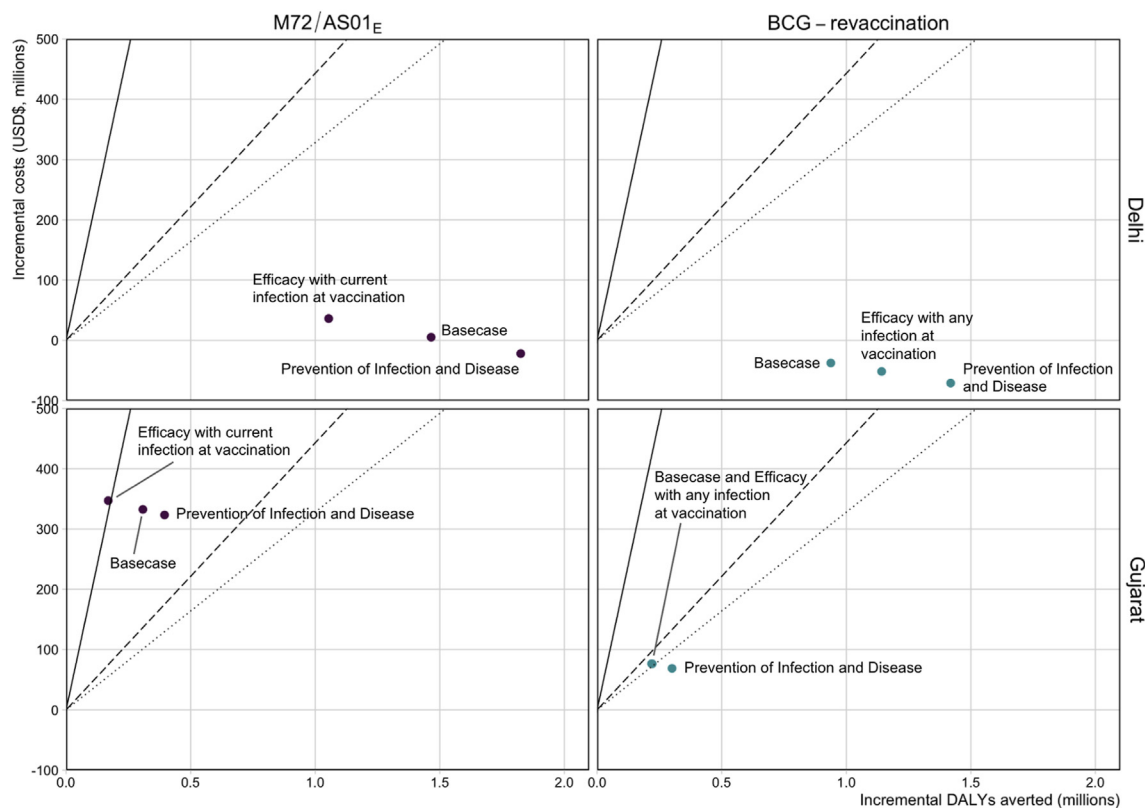 M72/AS01E
BCG – revaccination
Incremental costs (USD$, millions)
500
400
300
200
100
0
-100
Efficacy with current
infection at vaccination
Basecase
Prevention of Infection and Disease
Efficacy with any
infection at
vaccination
Basecase
Prevention of Infection
and Disease
Delhi
500
400
300
200
100
0
-100
Efficacy with current
infection at vaccination
Prevention of Infection and Disease
Basecase
Basecase and Efficacy
with any infection
at vaccination
Prevention of Infection and Disease
Gujarat
0.0 0.5 1.0 1.5 2.0
0.0 0.5 1.0 1.5 2.0
Incremental DALYs averted (millions)